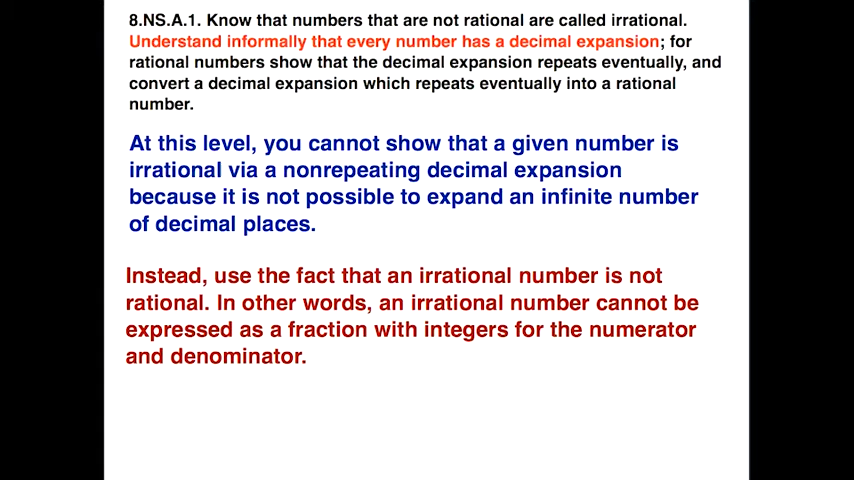 8.NS.A.1. Know that numbers that are not rational are called irrational.
Understand informally that every number has a decimal expansion; for
rational numbers show that the decimal expansion repeats eventually, and
convert a decimal expansion which repeats eventually into a rational
number.
At this level, you cannot show that a given number is
irrational via a nonrepeating decimal expansion
because it is not possible to expand an infinite number
of decimal places.
Instead, use the fact that an irrational number is not
rational. In other words, an irrational number cannot be
expressed as a fraction with integers for the numerator
and denominator.